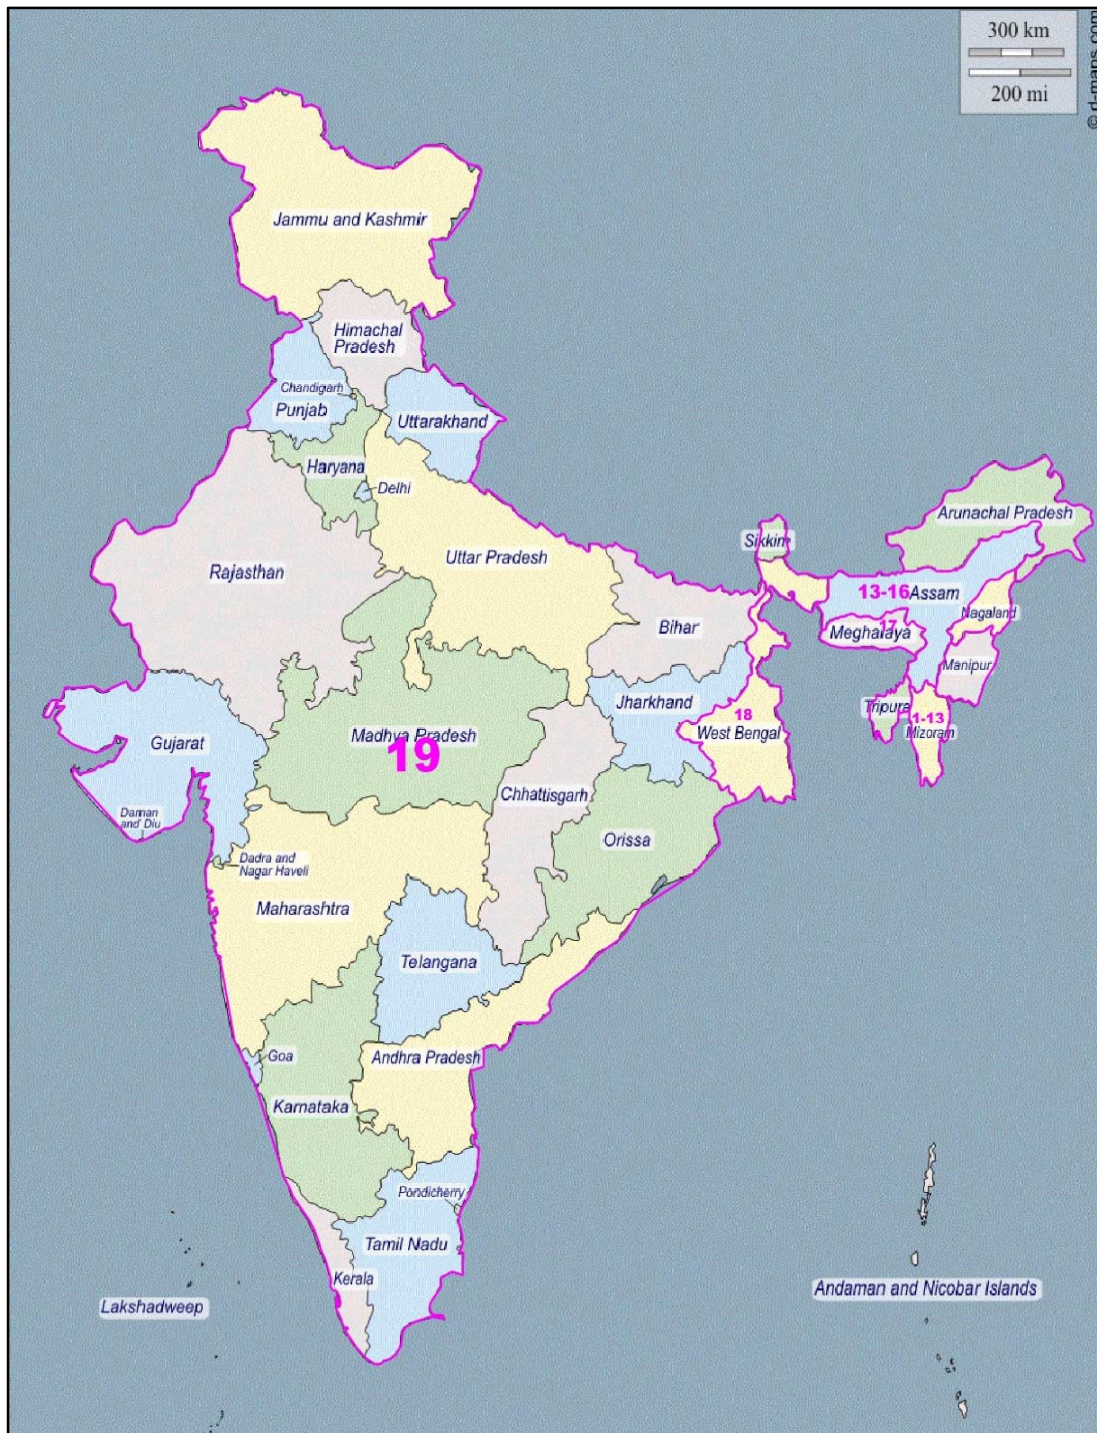 300 km
200 mi
© d-maps.com
Jammu and Kashmir
Himachal
Pradesh
Chandigarh
Punjab
Uttarakhand
Haryana
Delhi
Arunachal Pradesh
Sikkim
Uttar Pradesh
Rajasthan
13-16 Assam
Nagaland
17
Meghalaya
Bihar
Manipur
Jharkhand
Tripura
18
1-13
West Bengal
Mizoram
Gujarat
Madhya Pradesh
19
Chhattisgarh
Daman
and Diu
Orissa
Dadra and
Nagar Haveli
Maharashtra
Telangana
Goa
Andhra Pradesh
Karnataka
Pondicherry
Tamil Nadu
Kerala
Andaman and Nicobar Islands
Lakshadweep